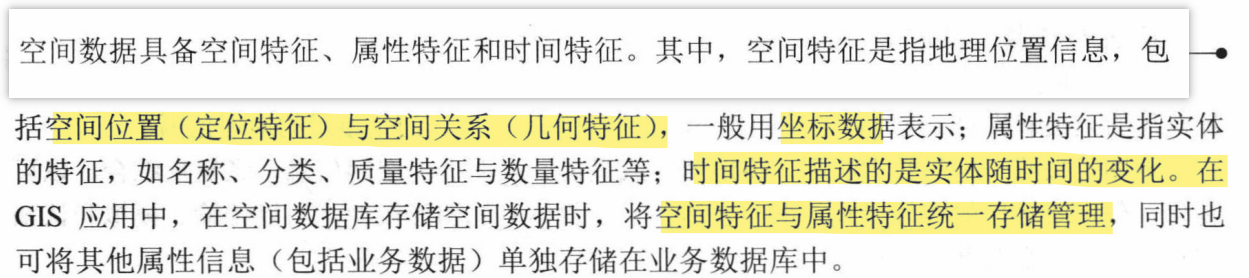 空间数据具备空间特征、属性特征和时间特征。其中，空间特征是指地理位置信息，包
括空间位置（定位特征）与空间关系（几何特征），一般用坐标数据表示；属性特征是指实体
的特征，如名称、分类、质量特征与数量特征等；时间特征描述的是实体随时间的变化。在
GIS 应用中，在空间数据库存储空间数据时，将空间特征与属性特征统一存储管理，同时也
可将其他属性信息（包括业务数据）单独存储在业务数据库中。